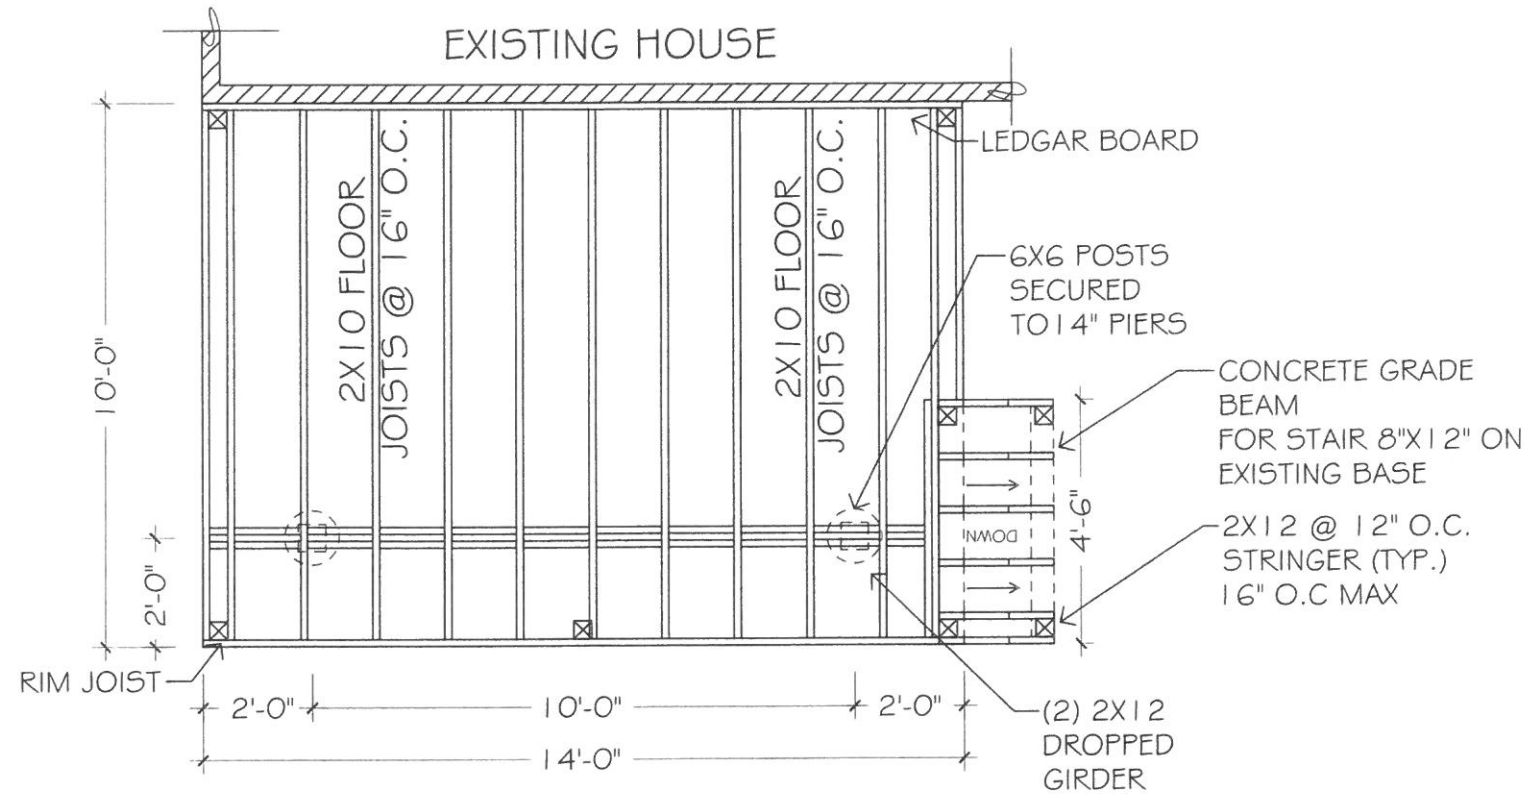 EXISTING HOUSE
LEDGAR BOARD
2X10 FLOOR
JOISTS @ 16" O.C.
2X10 FLOOR
JOISTS @ 16" O.C.
6X6 POSTS
SECURED
TO 14" PIERS
10'-0"
CONCRETE GRADE
BEAM
FOR STAIR 8"X12" ON
EXISTING BASE
4'-6"
DOWN
2X12 @ 12" O.C.
STRINGER (TYP.)
16" O.C MAX
2'-0"
RIM JOIST
2'-0"
10'-0"
2'-0"
14'-0"
(2) 2X12
DROPPED
GIRDER